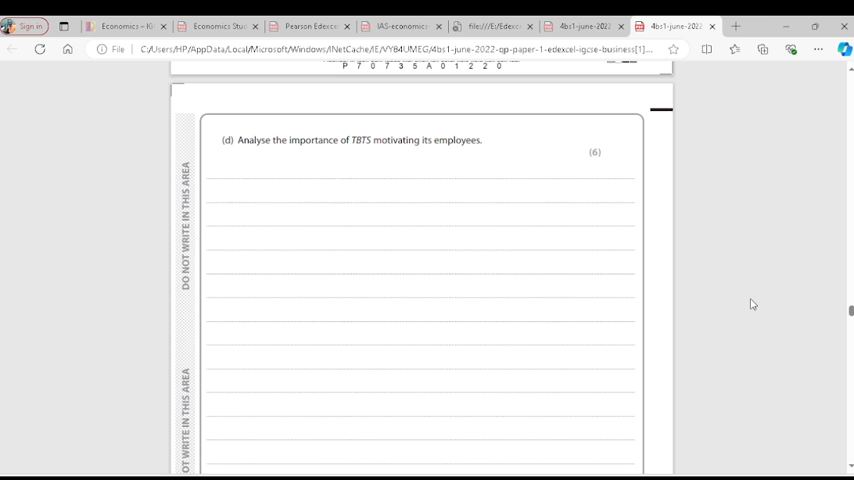 Sign in
Economics – K
Economics Stu
Pearson Edexce
IAS-economics
file:///E:/Edexce
4bs1-june-2022
4bs1-june-2022
File
C:/Users/HP/AppData/Local/Microsoft/Windows/INetCache/IE/VY84UMEG/4bs1-june-2022-qp-paper-1-edexcel-igcse-business[1]....
P 7 0 7 3 5 A 0 1 2 2 0
(d) Analyse the importance of TBTS motivating its employees.
(6)
DO NOT WRITE IN THIS AREA
OT WRITE IN THIS AREA